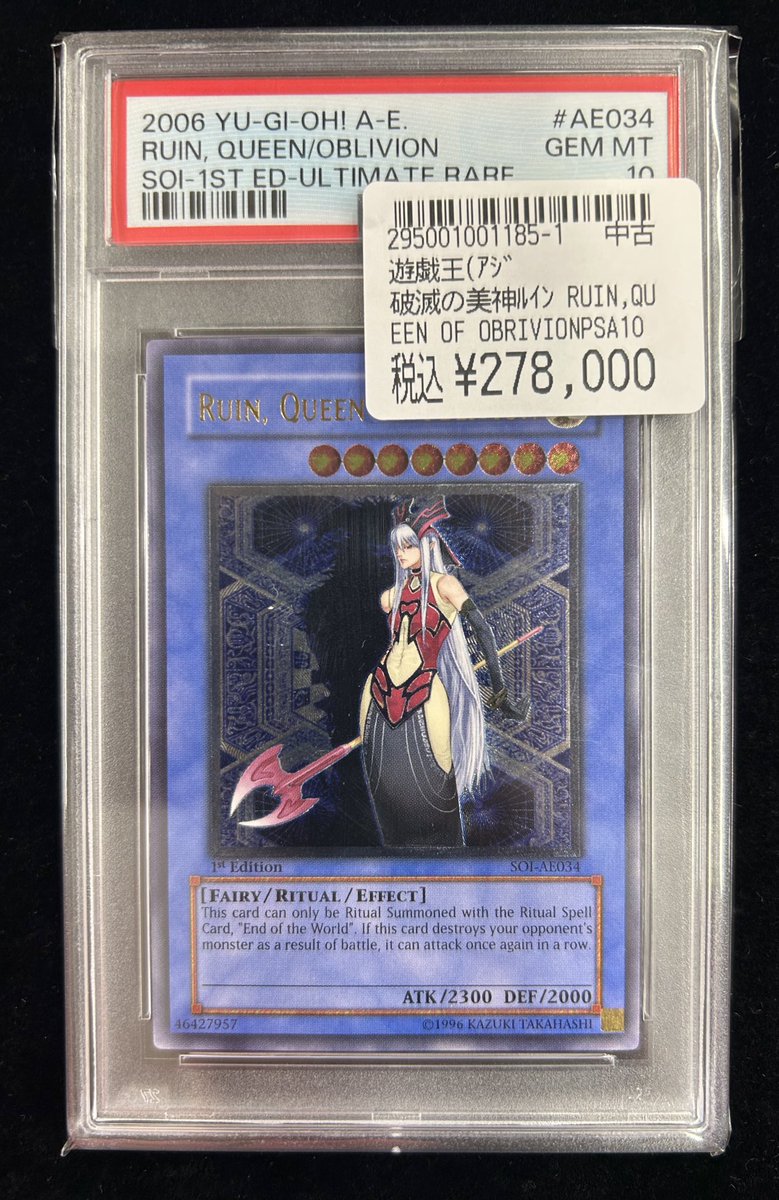 2006 YU-GI-OH! A-E. #AE034
RUIN, QUEEN/OBLIVION GEM MT
SOI-1ST ED-ULTIMATE RARE 10
295001001185-1 中古
遊戯王(ｱｼﾞ
破滅の美神ﾙｲﾝ RUIN,QU
EEN OF OBRIVIONPSA10
税込 ¥278,000
RUIN, QUEEN
1st Edition SOI-AE034
[FAIRY/RITUAL/EFFECT]
This card can only be Ritual Summoned with the Ritual Spell
Card, "End of the World". If this card destroys your opponent's
monster as a result of battle, it can attack once again in a row.
ATK/2300 DEF/2000
46427957 ©1996 KAZUKI TAKAHASHI